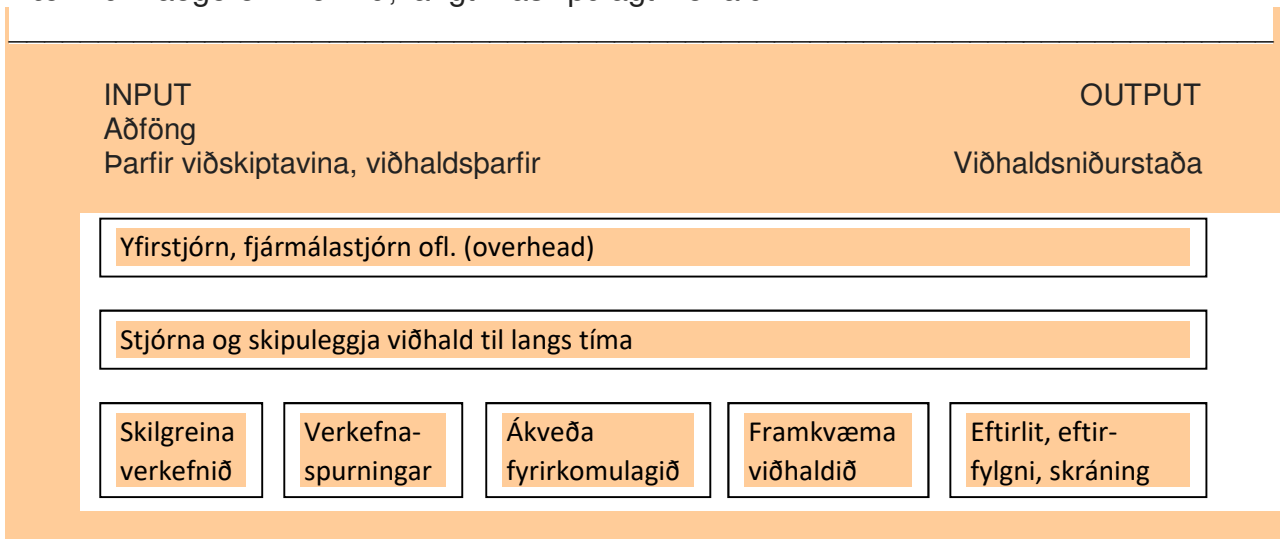 INPUT OUTPUT
Aðföng
Þarfir viðskiptavina, viðhaldsþarfir Viðhaldsniðurstaða
Yfirstjórn, fjármálastjórn ofl. (overhead)
Stjórna og skipuleggja viðhald til langs tíma
Skilgreina
verkefnið
Verkefna-
spurningar
Ákveða
fyrirkomulagið
Framkvæma
viðhaldið
Eftirlit, eftir-
fylgni, skráning